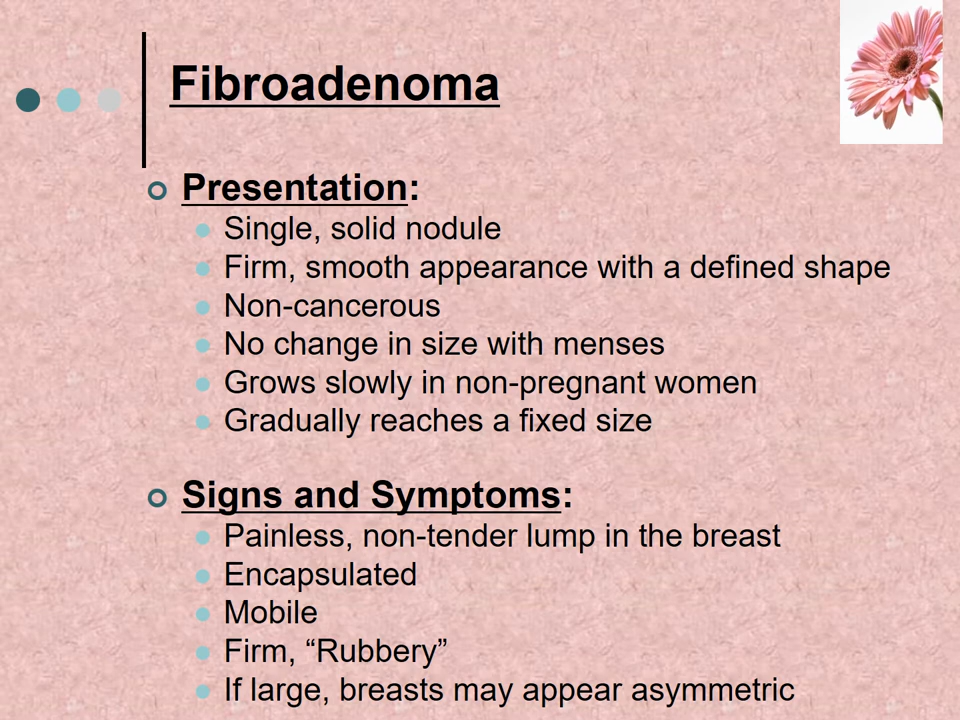 Fibroadenoma
Presentation:
Single, solid nodule
Firm, smooth appearance with a defined shape
Non-cancerous
No change in size with menses
Grows slowly in non-pregnant women
Gradually reaches a fixed size
Signs and Symptoms:
Painless, non-tender lump in the breast
Encapsulated
Mobile
Firm, “Rubbery”
If large, breasts may appear asymmetric